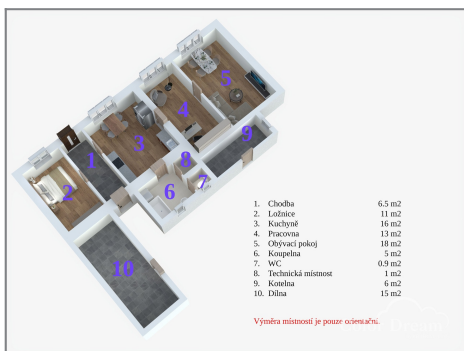 5
4
9
3
8
1
7
2
6
10
1. Chodba 6.5 m2
2. Ložnice 11 m2
3. Kuchyně 16 m2
4. Pracovna 13 m2
5. Obývací pokoj 18 m2
6. Koupelna 5 m2
7. WC 0.9 m2
8. Technická místnost 1 m2
9. Kotelna 6 m2
10. Dílna 15 m2
Výměra místností je pouze orientační.